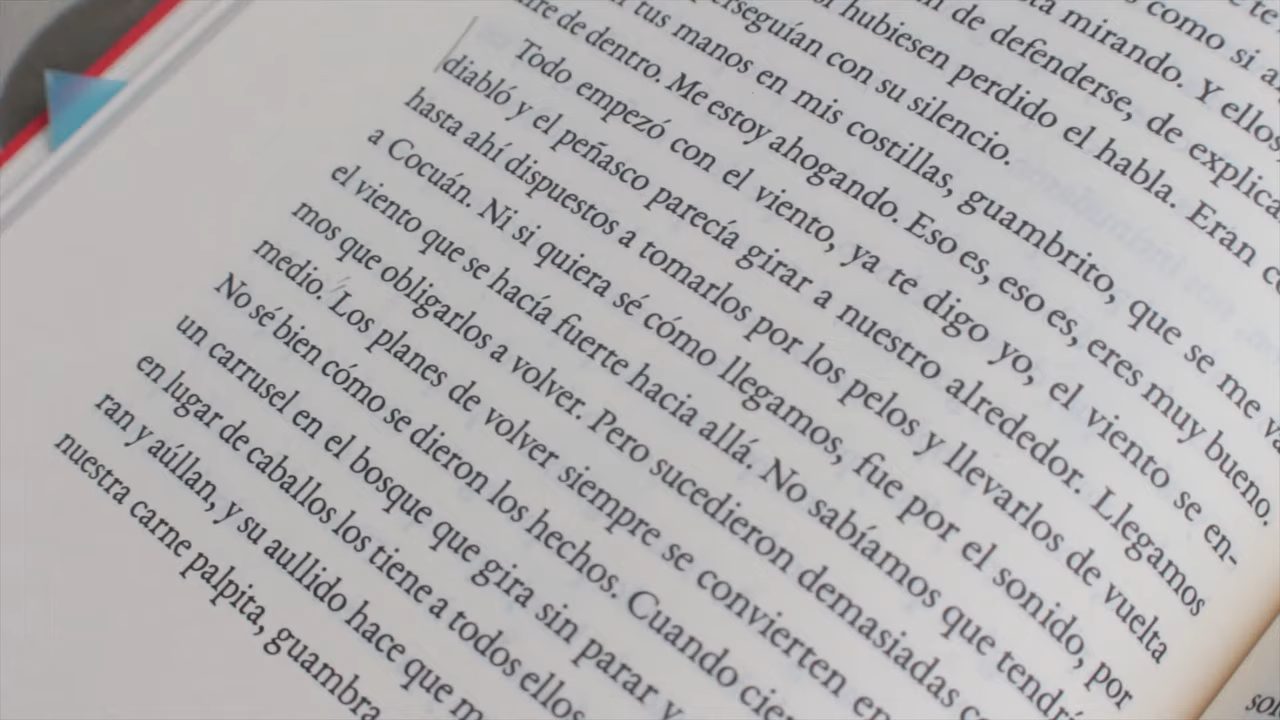 te
como si
mirando. Y ellos
de defenderse, de
si hubiesen perdido el habla. Eran
con su silencio.
tus manos en mis costillas, guambrito, que se me
de dentro. Me estoy ahogando. Eso es, eso es, eres muy bueno.
Todo empezó con el viento, ya te digo yo, el viento se en-
diabló y el peñasco parecía girar a nuestro alrededor. Llegamos
hasta ahí dispuestos a tomarlos por los pelos y llevarlos de vuelta
a Cocuán. Ni si quiera sé cómo llegamos, fue por el sonido, por
el viento que se hacía fuerte hacia allá. No sabíamos que
mos que obligarlos a volver. Pero sucedieron demasiadas
medio. Los planes de volver siempre se convierten en
No sé bien cómo se dieron los hechos. Cuando
un carrusel en el bosque que gira sin parar y
en lugar de caballos los tiene a todos ellos
ran y aúllan, y su aullido hace que
nuestra carne palpita, guambra